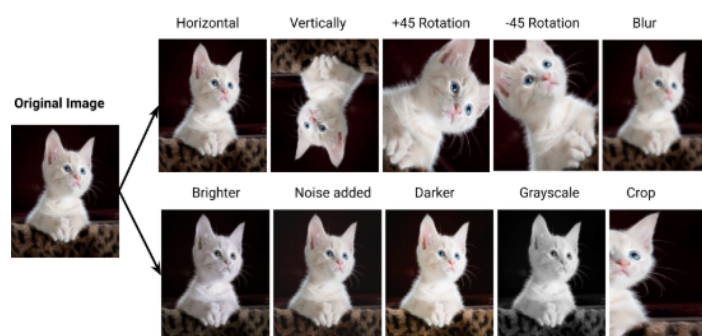 Horizontal
Vertically
+45 Rotation
-45 Rotation
Blur
Original Image
Brighter
Noise added
Darker
Grayscale
Crop